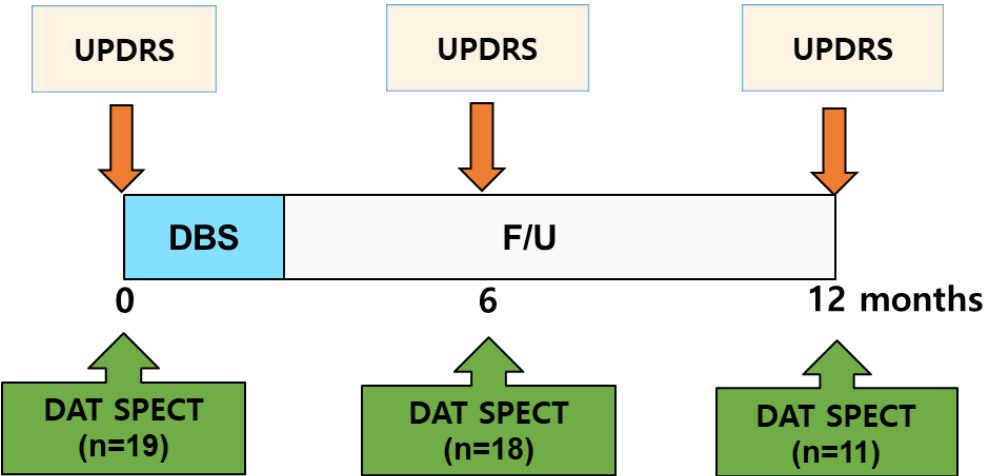 UPDRS UPDRS UPDRS
DBS F/U
0 6 12 months
DAT SPECT DAT SPECT DAT SPECT
(n=19) (n=18) (n=11)